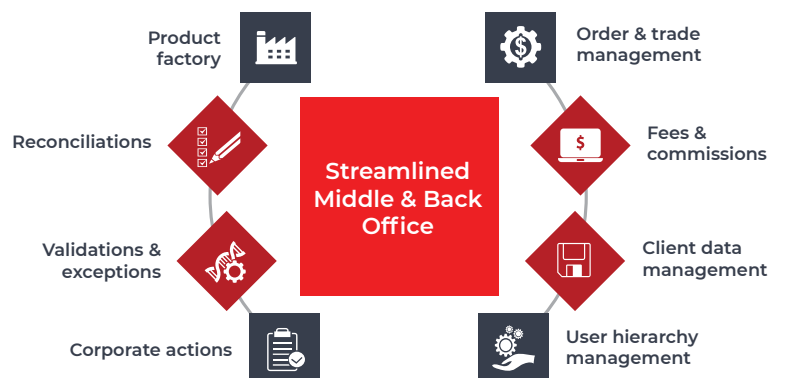 Product
factory
Reconciliations
Validations &
exceptions
Corporate actions
Streamlined
Middle & Back
Office
Order & trade
management
$
Fees &
commissions
$
Client data
management
User hierarchy
management